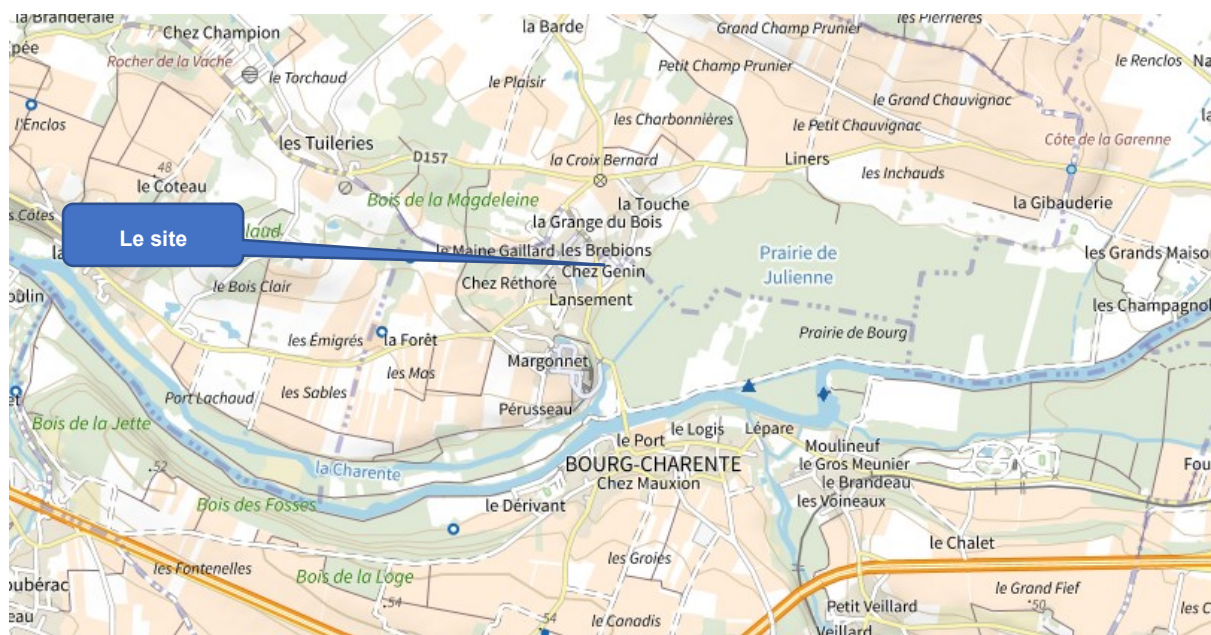 la Branderaie
Chez Champion
la Barde
Grand Champ Prunier
les Pierrières
Rocher de la Vache
le Torchaud
le Plaisir
Petit Champ Prunier
le Renclos
l'Enclos
les Charbonnières
le Grand Chauvignac
le Petit Chauvignac
les Tuileries
D157
la Croix Bernard
Liners
Côte de la Garenne
48
le Coteau
les Inchauds
Bois de la Magdeleine
la Touche
la Gibauderie
la Grange du Bois
Le site
le Maine Gaillard
les Brebions
Prairie de
Julienne
les Grands Maison
Chez Genin
le Bois Clair
Chez Réthoré
Lansement
les Champagnol
les Émigrés
la Forêt
Prairie de Bourg
Margonnet
les Mas
les Sables
Port Lachaud
Pérusseau
Bois de la Jette
le Port
le Logis
Lépare
Moulineuf
52
la Charente
BOURG-CHARENTE
le Gros Meunier
Chez Mauxion
le Brandeau
Bois des Fosses
le Dérivant
les Voineaux
le Chalet
les Fontenelles
les Groies
Bois de la Loge
le Grand Fief
54
54
le Canadis
Petit Veillard
50
Veillard